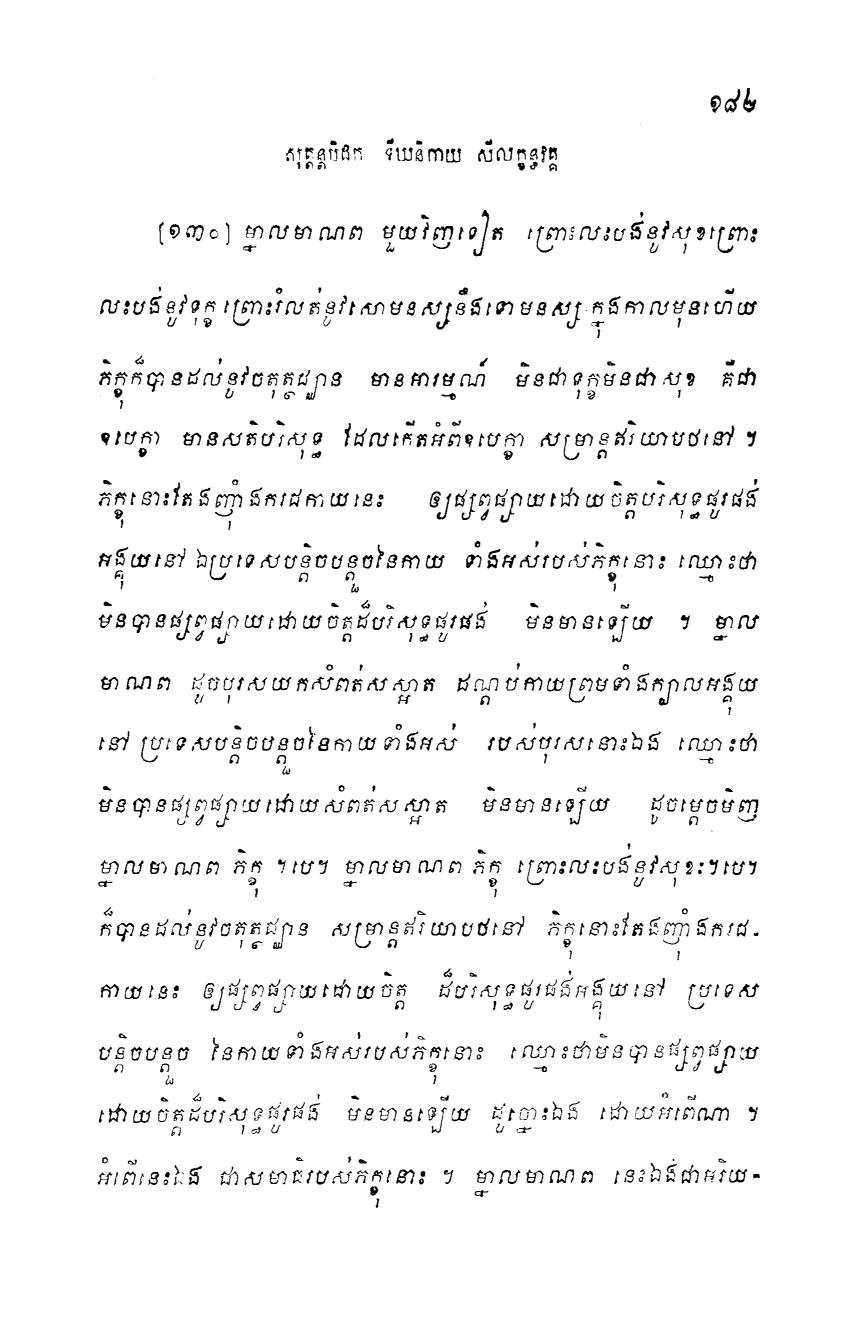 ១៨២
សុត្តន្តបិដក ទីឃនិកាយ សីលក្ខន្ធវគ្គ
[១៣០] ម្នាលមាណព មួយវិញទៀត ព្រោះលះបង់នូវសុខព្រោះ
លះបង់នូវទុក្ខ ព្រោះរំលត់នូវសោមនស្សនឹងទោមនស្ស ក្នុងកាលមុនហើយ
ភិក្ខុក៏បានដល់នូវចតុត្ថជ្ឈាន មានអារម្មណ៍ មិនជាទុក្ខមិនជាសុខ គឺជា
ឧបេក្ខា មានសតិបរិសុទ្ធ ដែលកើតអំពីឧបេក្ខា សម្រាន្តឥរិយាបថនៅ ។
ភិក្ខុនោះតែងញ៉ាំងករជកាយនេះ ឲ្យផ្សព្វផ្សាយដោយចិត្តបរិសុទ្ធផូរផង់
អង្គុយនៅ ឯប្រទេសបន្តិចបន្តួចនៃកាយ ទាំងអស់របស់ភិក្ខុនោះ ឈ្មោះថា
មិនបានផ្សព្វផ្សាយដោយចិត្តដ៏បរិសុទ្ធផូរផង់ មិនមានឡើយ ។ ម្នាល
មាណព ដូចបុរសយកសំពត់សស្អាត ដណ្តប់កាយព្រមទាំងក្បាលអង្គុយ
នៅ ប្រទេសបន្តិចបន្តួចនៃកាយទាំងអស់ របស់បុរសនោះឯង ឈ្មោះថា
មិនបានផ្សព្វផ្សាយដោយសំពត់សស្អាត មិនមានឡើយ ដូចម្តេចមិញ
ម្នាលមាណព ភិក្ខុ ។បេ។ ម្នាលមាណព ភិក្ខុ ព្រោះលះបង់នូវសុខៈ។បេ។
ក៏បានដល់នូវចតុត្ថជ្ឈាន សម្រាន្តឥរិយាបថនៅ ភិក្ខុនោះតែងញ៉ាំងករជ-
កាយនេះ ឲ្យផ្សព្វផ្សាយដោយចិត្ត ដ៏បរិសុទ្ធផូរផង់អង្គុយនៅ ប្រទេស
បន្តិចបន្តួច នៃកាយទាំងអស់របស់ភិក្ខុនោះ ឈ្មោះថាមិនបានផ្សព្វផ្សាយ
ដោយចិត្តដ៏បរិសុទ្ធផូរផង់ មិនមានឡើយ ដូច្នោះឯង ដោយអំពើណា ។
អំពើនេះឯង ជាសមាធិរបស់ភិក្ខុនោះ ។ ម្នាលមាណព នេះឯងជាអរិយ-